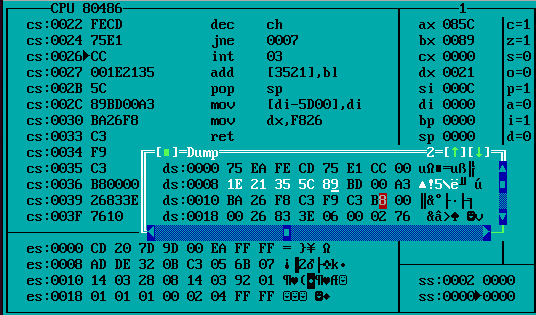 CPU 80486 1
cs:0022 FECD dec ch ax 085C c=1
cs:0024 75E1 jne 0007 bx 0089 z=1
cs:0026▶CC int 03 cx 0000 s=0
cs:0027 001E2135 add [3521],bl dx 0021 o=0
cs:002B 5C pop sp si 000C p=1
cs:002C 89BD00A3 mov [di-5D00],di di 0000 a=0
cs:0030 BA26F8 mov dx,F826 bp 0000 i=1
cs:0033 C3 ret sp 0000 d=0
cs:0034 F9
cs:0035 C3
cs:0036 B80000
cs:0039 26833E
cs:003F 7610
[■]=Dump 2=[↑][↓]
ds:0000 75 EA FE CD 75 E1 CC 00 uΩ■═uß╠
ds:0008 1E 21 35 5C 89 BD 00 A3 ▲!5\ë╜ ú
ds:0010 BA 26 F8 C3 F9 C3 B8 00 ║&°├∙├╕
ds:0018 00 26 83 3E 06 00 02 76 &â>♠ ☻v
es:0000 CD 20 7D 9D 00 EA FF FF ═ }¥ Ω
es:0008 AD DE 32 0B C3 05 6B 07 ¡▐2♂├♣k•
es:0010 14 03 28 08 14 03 92 01 ¶♥(◘¶♥Æ☺
es:0018 01 01 01 00 02 04 FF FF ☺☺☺ ☻♦
ss:0002 0000
ss:0000▶0000